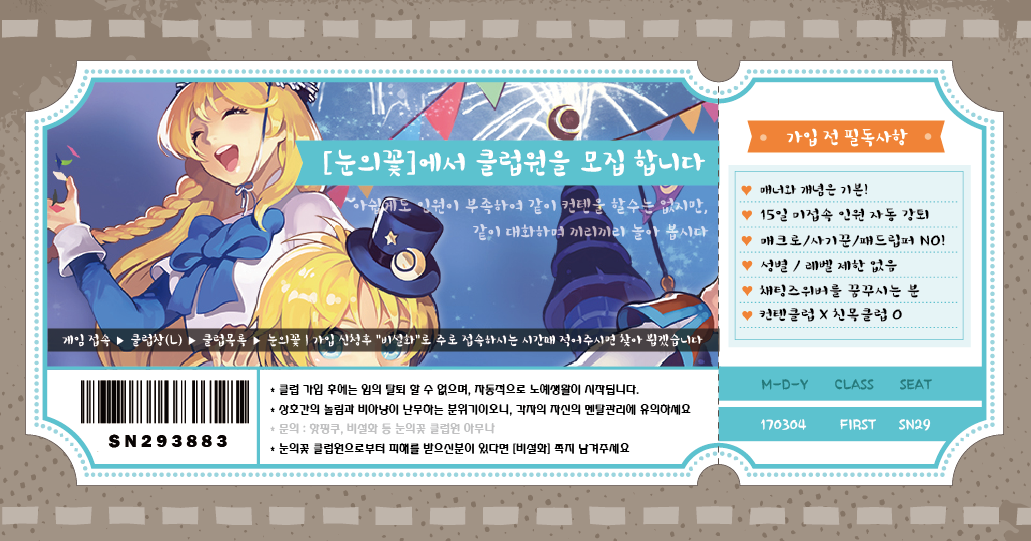 [눈의꽃]에서 클럽원을 모집 합니다
~아쉽게도 인원이 부족하여 같이 컨텐을 할수는 없지만,
같이 대화하며 끼리끼리 놀아 봅시다
게임 접속 ▶ 클럽창(L) ▶ 클럽목록 ▶ 눈의꽃 | 가입 신청후 "비설화"로 주로 접속하시는 시간때 적어주시면 찾아 뵙겠습니다
SN293883
* 클럽 가입 후에는 임의 탈퇴 할 수 없으며, 자동적으로 노예생활이 시작됩니다.
* 상호간의 놀림과 비아냥이 난무하는 분위기이오니, 각자의 자신의 멘탈관리에 유의하세요
* 문의 : 핫핑쿠, 비설화 등 눈의꽃 클럽원 아무나
* 눈의꽃 클럽원으로부터 피해를 받으신분이 있다면 [비설화] 쪽지 남겨주세요
가입 전 필독사항
♥ 매너와 개념은 기본!
♥ 15일 미접속 인원 자동 강퇴
♥ 매크로/사기꾼/패드립퍼 NO!
♥ 성별 / 레벨 제한 없음
♥ 채팅즈위버를 꿈꾸시는 분
♥ 컨텐클럽 X 친목클럽 O
M-D-Y CLASS SEAT
170304 FIRST SN29